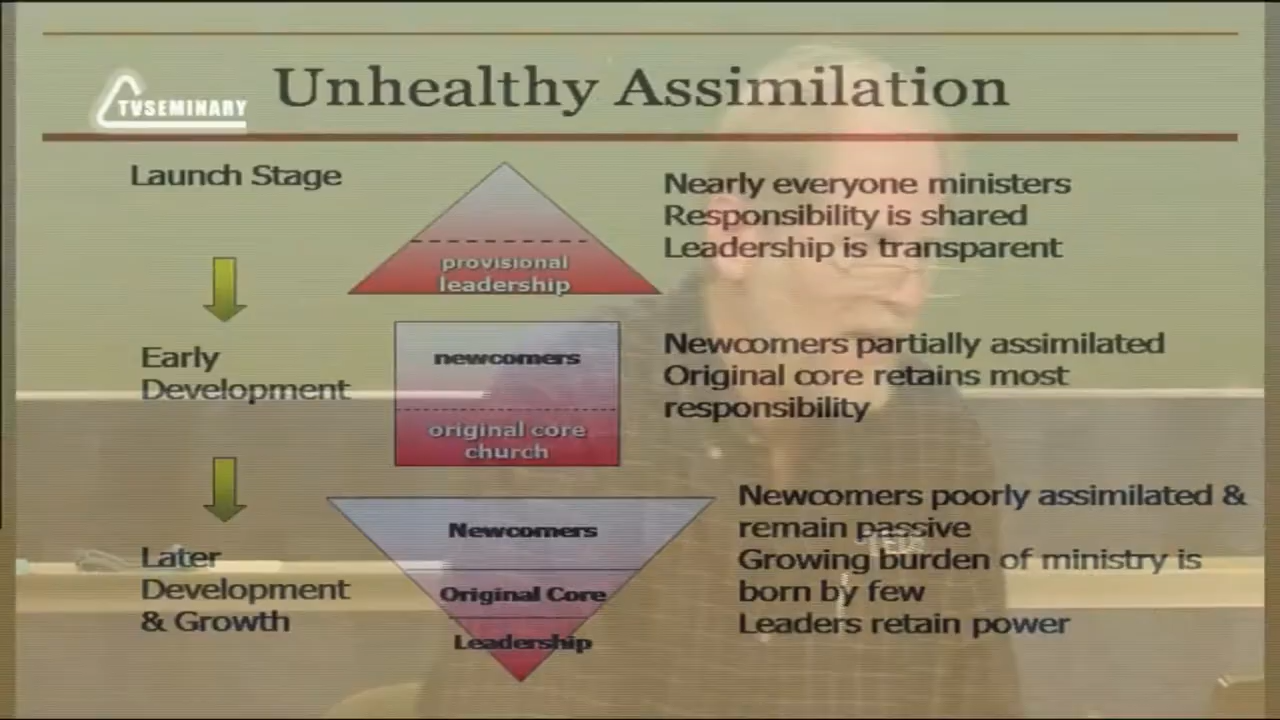 TVSEMINARY
Unhealthy Assimilation
Launch Stage
provisional
leadership
Nearly everyone ministers
Responsibility is shared
Leadership is transparent
Early
Development
newcomers
original core
church
Newcomers partially assimilated
Original core retains most
responsibility
Later
Development
& Growth
Newcomers
Original Core
Leadership
Newcomers poorly assimilated &
remain passive
Growing burden of ministry is
born by few
Leaders retain power